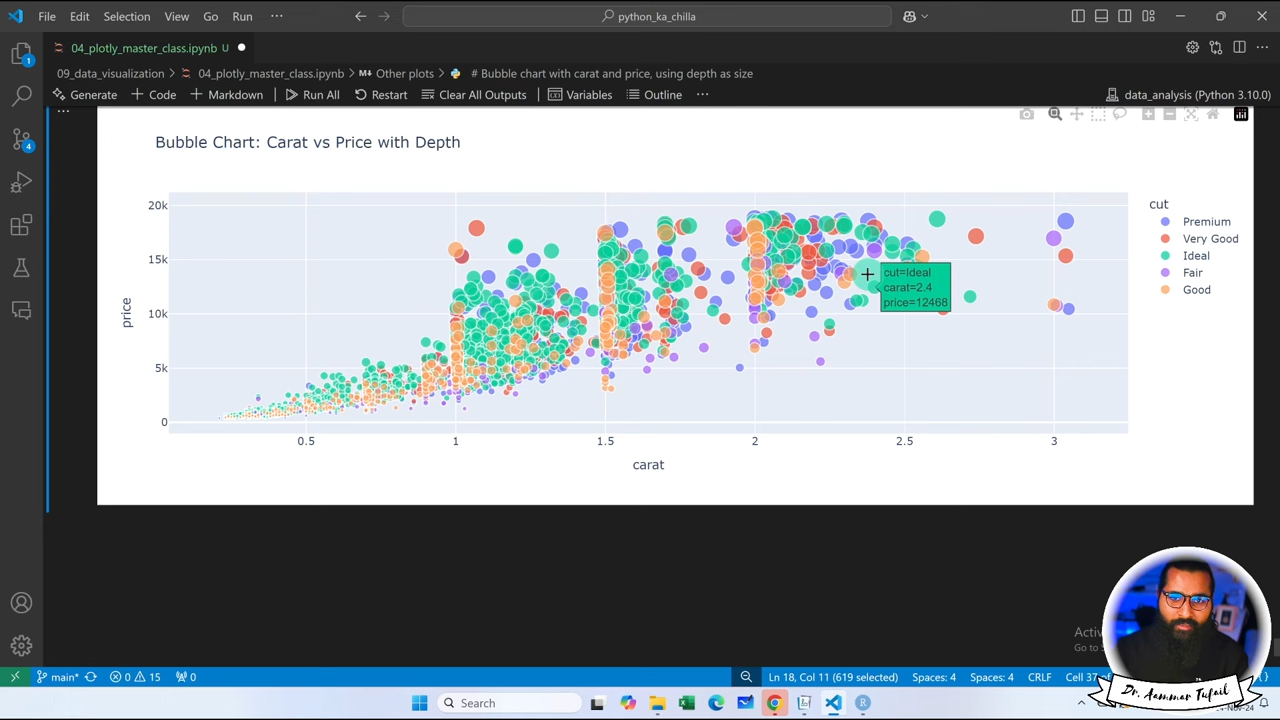 File Edit Selection View Go Run ··· python_ka_chilla
04_plotly_master_class.ipynb U
09_data_visualization > 04_plotly_master_class.ipynb > M↓ Other plots > # Bubble chart with carat and price, using depth as size
Generate + Code + Markdown Run All Restart Clear All Outputs Variables Outline ··· data_analysis (Python 3.10.0)
Bubble Chart: Carat vs Price with Depth
cut
Premium
Very Good
Ideal
Fair
Good
20k
15k
10k
5k
0
price
cut=Ideal
carat=2.4
price=12468
0.5 1 1.5 2 2.5 3
carat
1
4
Dr. Aammar Tufail
main* 0 15 0 Ln 18, Col 11 (619 selected) Spaces: 4 Spaces: 4 CRLF Cell 37
Search